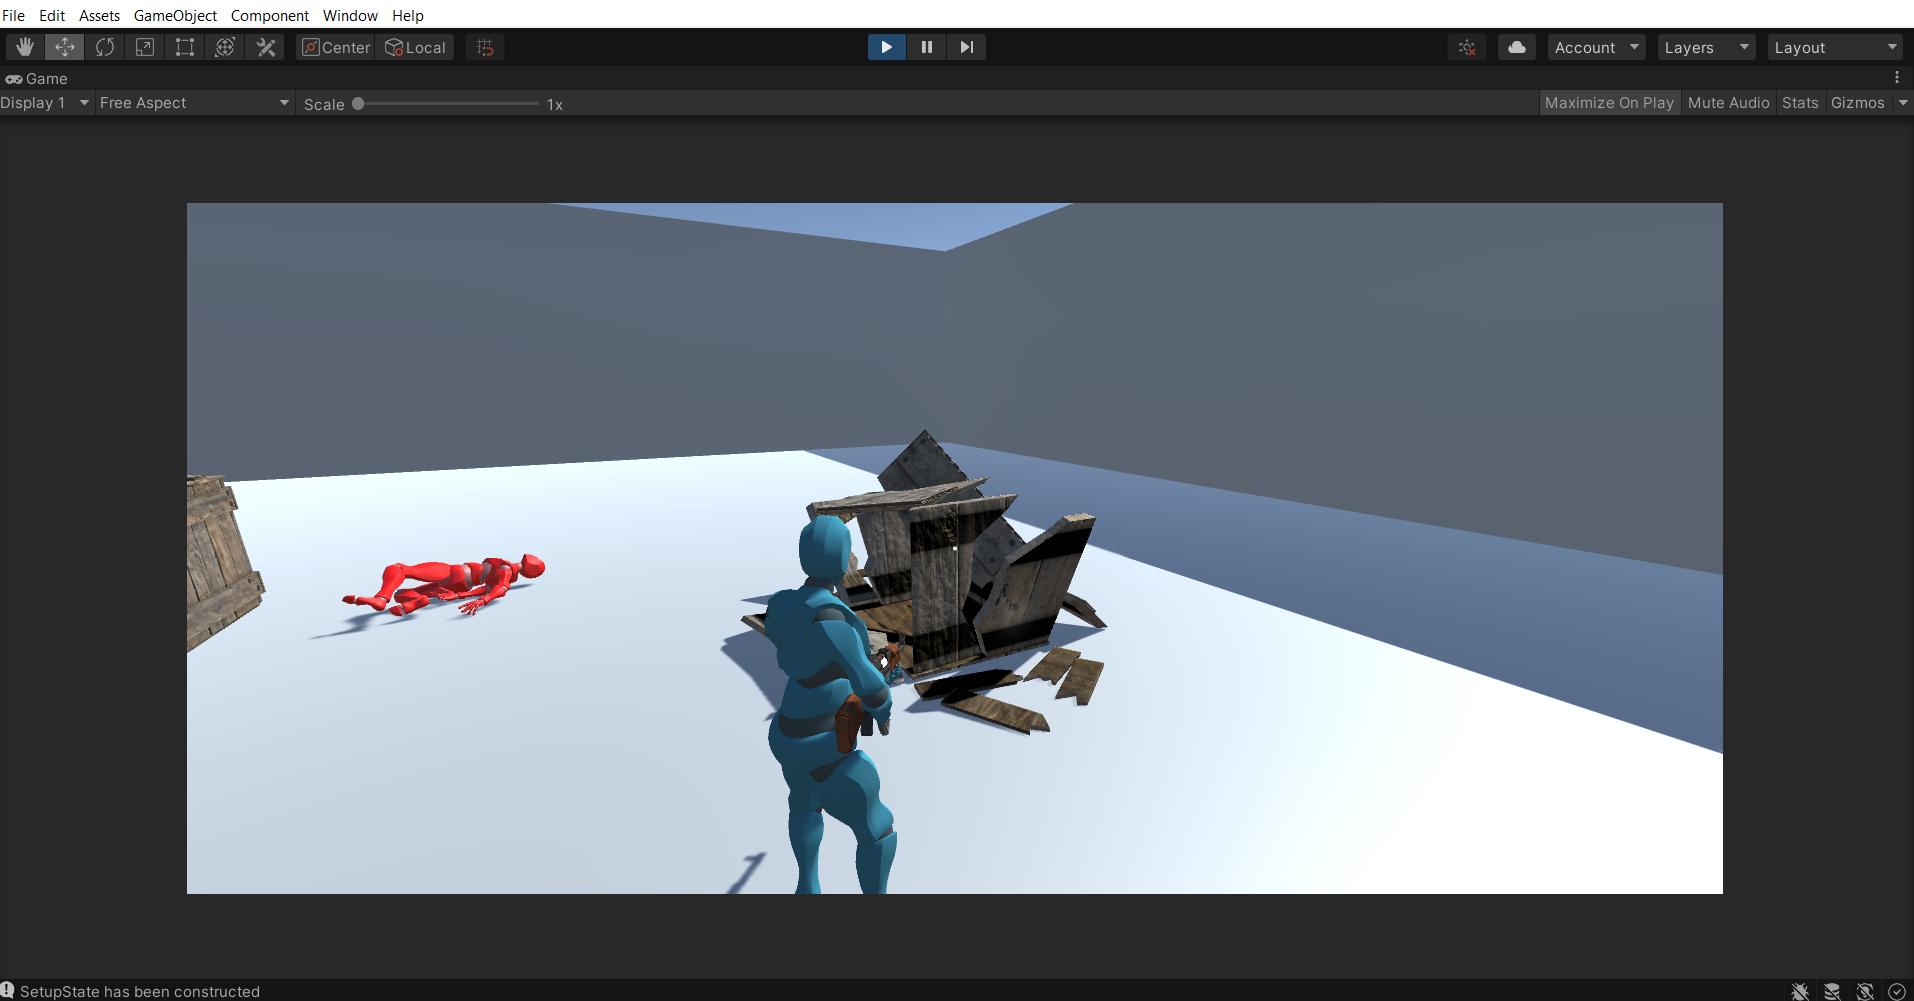 File Edit Assets GameObject Component Window Help
Center Local Account Layers Layout
Game
Display 1 Free Aspect Scale 1x Maximize On Play Mute Audio Stats Gizmos
SetupState has been constructed